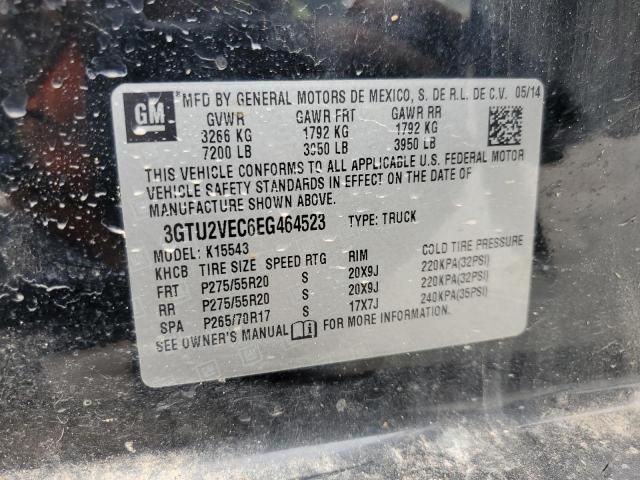 GM
*MFD BY GENERAL MOTORS DE MEXICO, S. DE R.L. DE C.V. 05/14
GVWR GAWR FRT GAWR RR
3266 KG 1792 KG 1792 KG
7200 LB 3950 LB 3950 LB
THIS VEHICLE CONFORMS TO ALL APPLICABLE U.S. FEDERAL MOTOR
VEHICLE SAFETY STANDARDS IN EFFECT ON THE DATE OF
MANUFACTURE SHOWN ABOVE.
3GTU2VEC6EG464523 TYPE: TRUCK
MODEL: K15543
KHCB TIRE SIZE SPEED RTG RIM COLD TIRE PRESSURE
FRT P275/55R20 S 20X9J 220KPA(32PSI)
RR P275/55R20 S 20X9J 220KPA(32PSI)
SPA P265/70R17 S 17X7J 240KPA(35PSI)
SEE OWNER'S MANUAL FOR MORE INFORMATION.